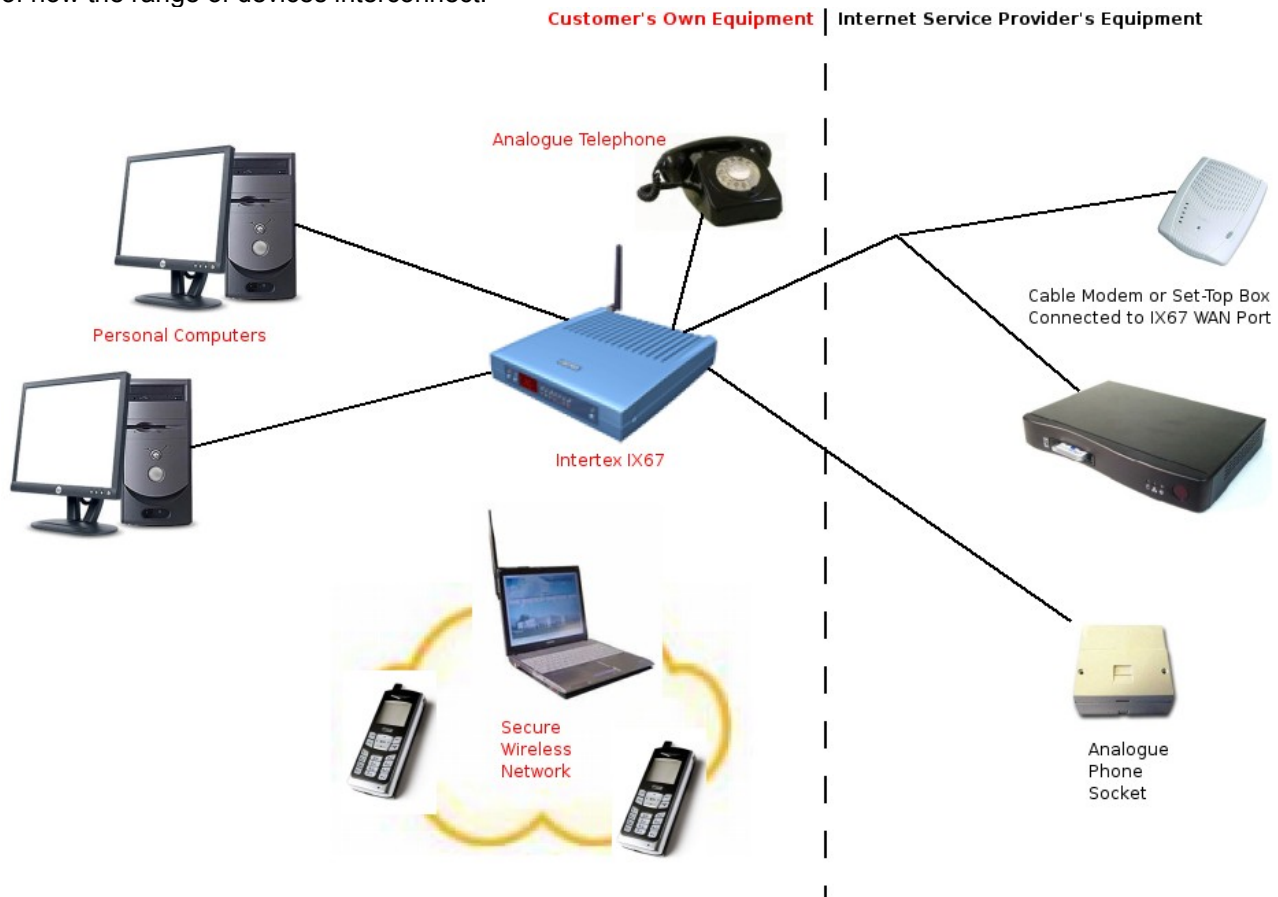 of how the range of devices interconnect.
Customer's Own Equipment | Internet Service Provider's Equipment
Analogue Telephone
Cable Modem or Set-Top Box
Connected to IX67 WAN Port
Personal Computers
Intertex IX67
Secure
Wireless
Network
Analogue
Phone
Socket